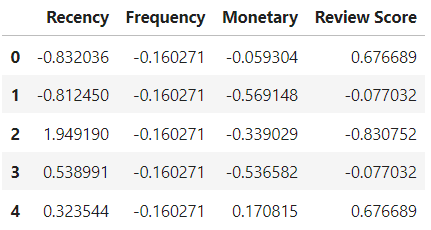 Recency Frequency Monetary Review Score
0 -0.832036 -0.160271 -0.059304 0.676689
1 -0.812450 -0.160271 -0.569148 -0.077032
2 1.949190 -0.160271 -0.339029 -0.830752
3 0.538991 -0.160271 -0.536582 -0.077032
4 0.323544 -0.160271 0.170815 0.676689